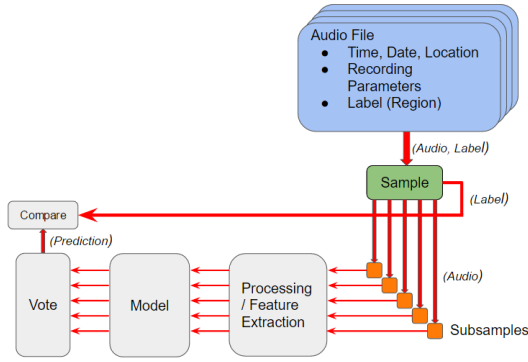 Audio File
● Time, Date, Location
● Recording
Parameters
● Label (Region)
(Audio, Label)
Sample
(Label)
Compare
(Prediction)
(Audio)
Vote
Model
Processing
/ Feature
Extraction
Subsamples